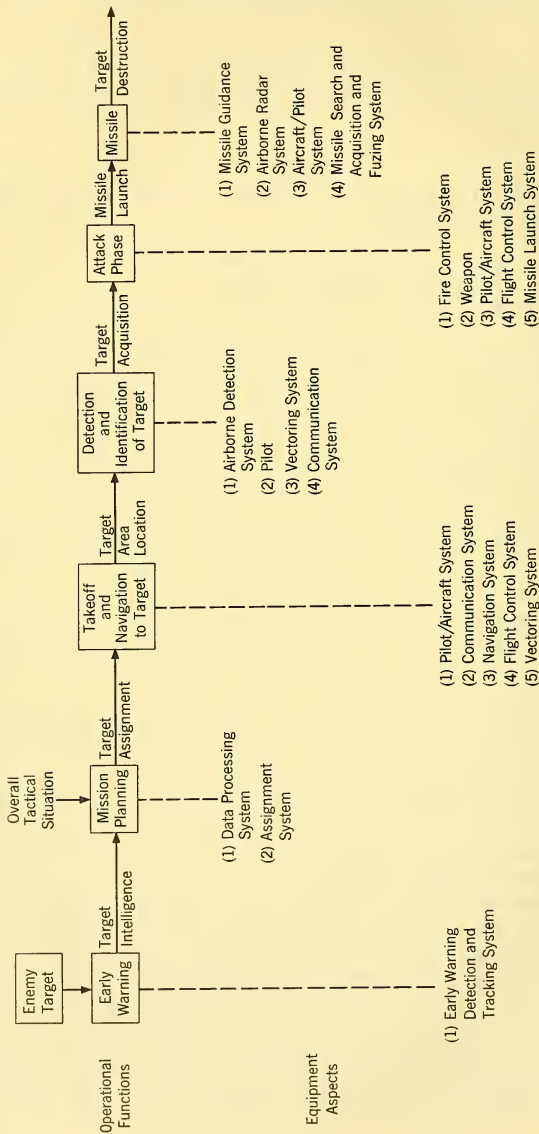 Operational
Functions
Enemy
Target
Early
Warning
Target
Intelligence
Overall
Tactical
Situation
Mission
Planning
Target
Assignment
Takeoff
and
Navigation
to Target
Target
Area
Location
Detection
and
Identification
of Target
Target
Acquisition
Attack
Phase
Missile
Launch
Missile
Target
Destruction
Equipment
Aspects
(1) Early Warning
Detection and
Tracking System
(1) Data Processing
System
(2) Assignment
System
(1) Pilot/Aircraft System
(2) Communication System
(3) Navigation System
(4) Flight Control System
(5) Vectoring System
(1) Airborne Detection
System
(2) Pilot
(3) Vectoring System
(4) Communication
System
(1) Fire Control System
(2) Weapon
(3) Pilot/Aircraft System
(4) Flight Control System
(5) Missile Launch System
(1) Missile Guidance
System
(2) Airborne Radar
System
(3) Aircraft/Pilot
System
(4) Missile Search and
Acquisition and
Fuzing System